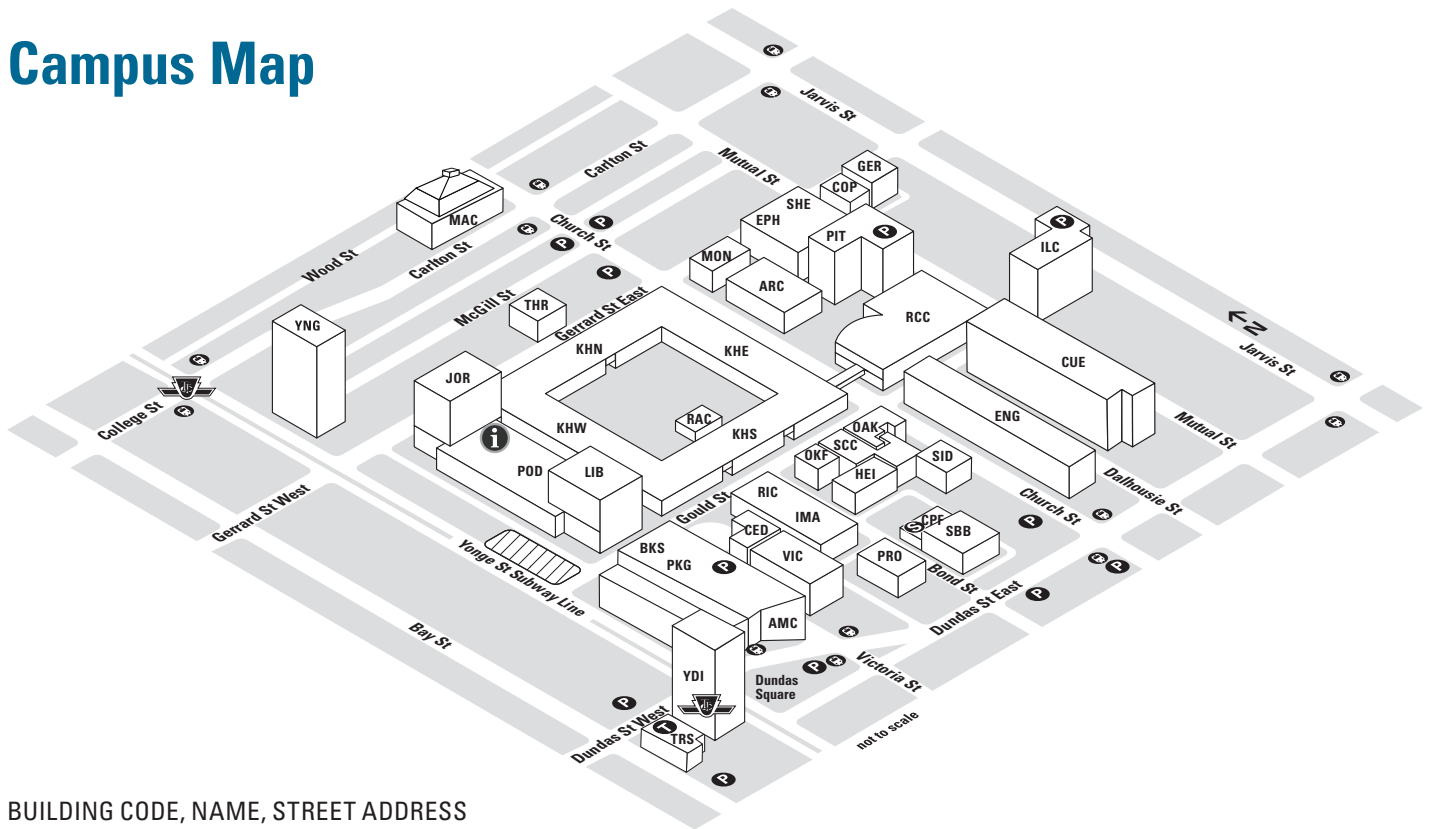 Campus Map
Jarvis St
Carlton St
Mutual St
GER
COP
SHE
EPH
MAC
PIT
P
Church St
P
P
ILC
P
Wood St
Carlton St
MON
ARC
P
McGill St
THR
Gerrard St East
RCC
YNG
KHN
KHE
N
Jarvis St
CUE
JOR
College St
RAC
ENG
KHW
KHS
OAK
SCC
OKF
HEI
SID
Mutual St
i
POD
LIB
Dalhousie St
RIC
IMA
Gould St
Church St
P
Gerrard St West
CED
CPF
S
SBB
BKS
PKG
P
VIC
PRO
Bond St
P
Yonge St Subway Line
P
Dundas St East
AMC
Bay St
YDI
Dundas
Square
P
Victoria St
P
Dundas St West
T
TRS
not to scale
P
BUILDING CODE, NAME, STREET ADDRESS